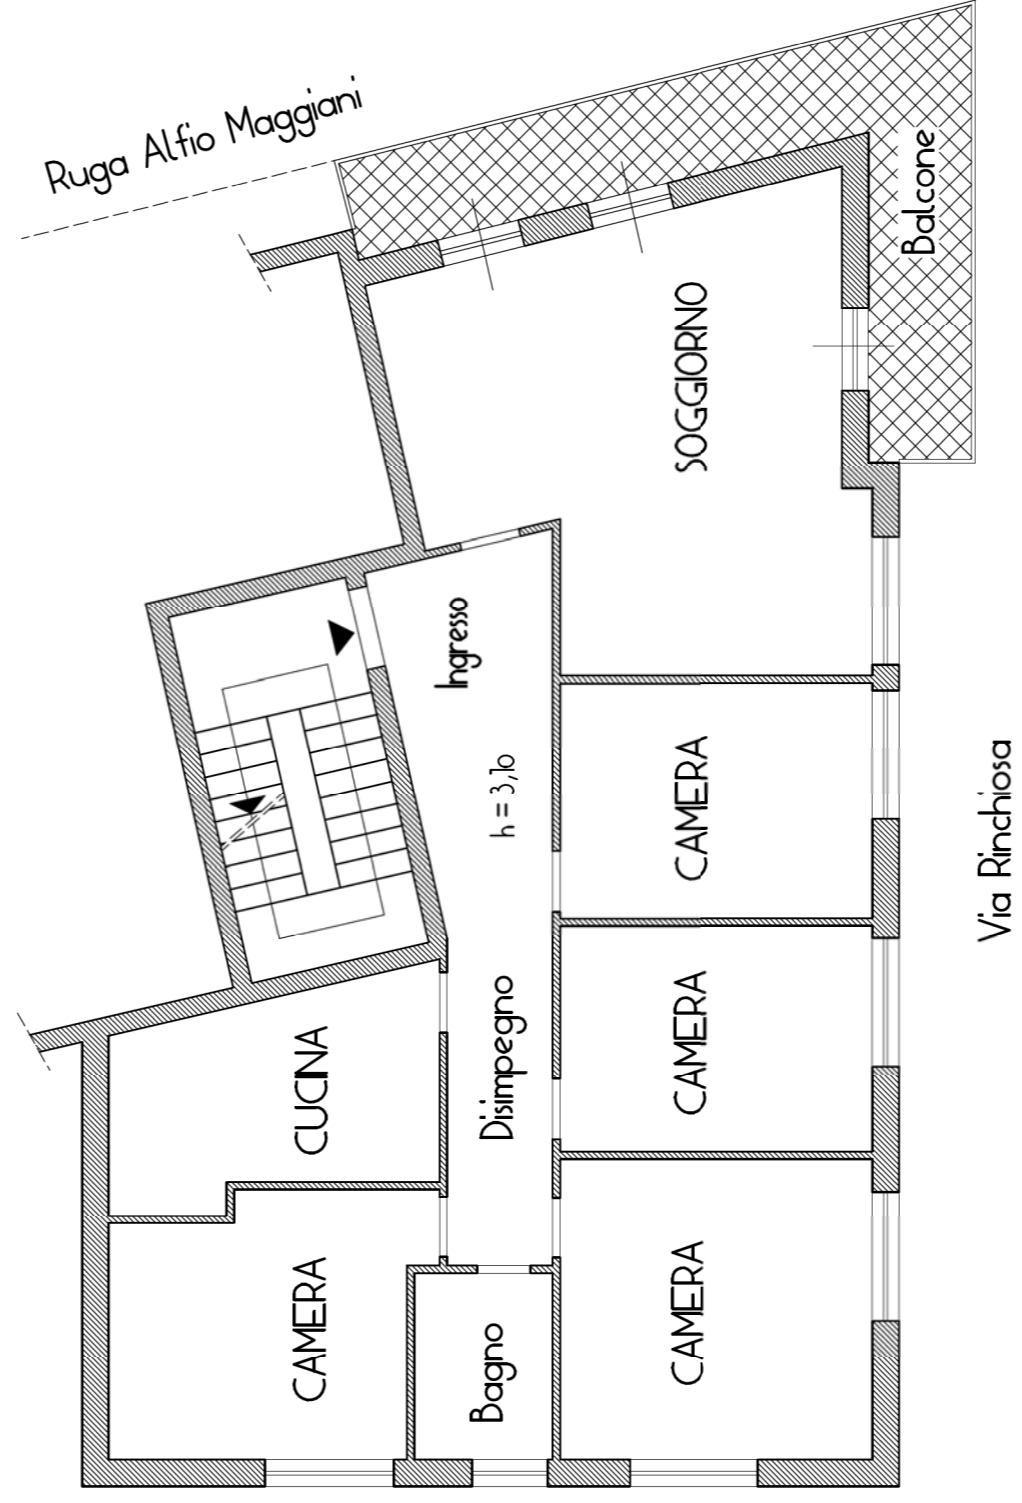 Ruga Alfio Maggiani
Balcone
SOGGIORNO
Ingresso
h = 3,10
CAMERA
Via Rinchiosa
CAMERA
Disimpegno
CUCINA
CAMERA
CAMERA
Bagno